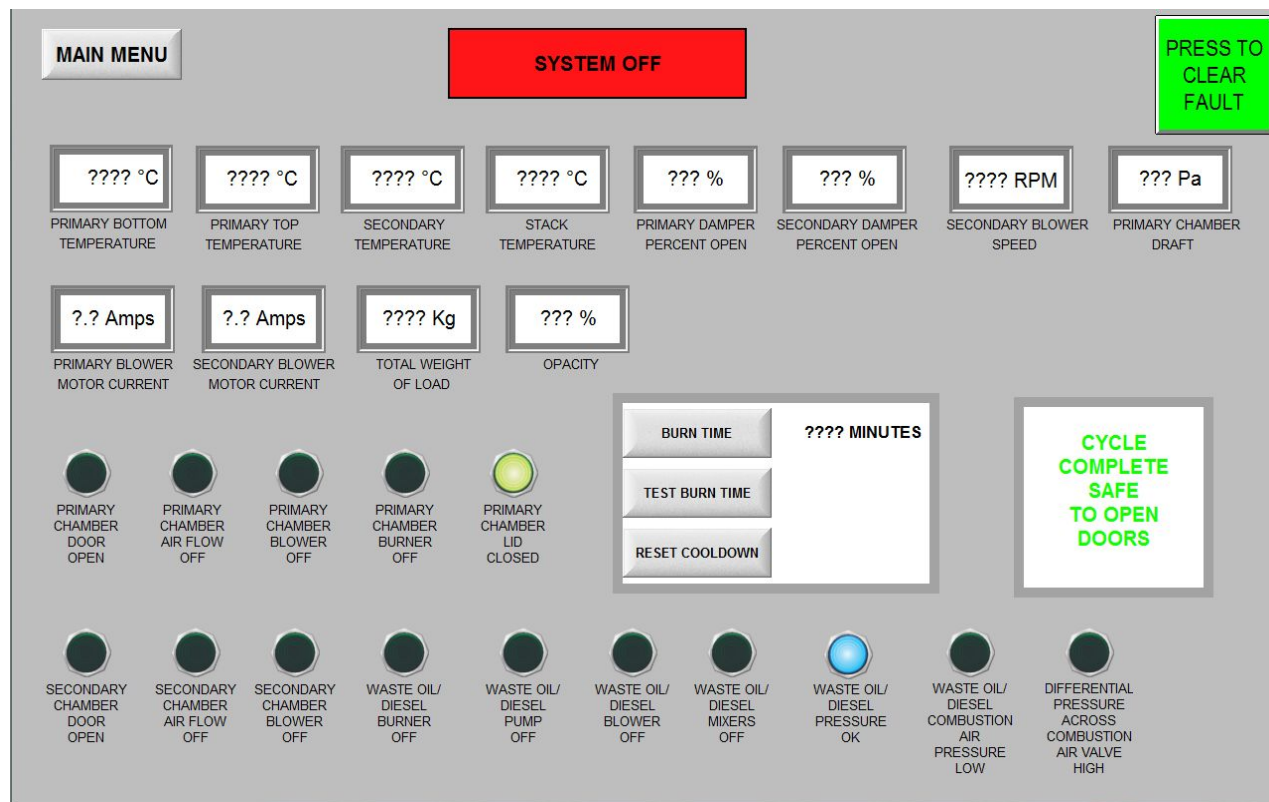 MAIN MENU
SYSTEM OFF
PRESS TO
CLEAR
FAULT
???? °C
PRIMARY BOTTOM
TEMPERATURE
???? °C
PRIMARY TOP
TEMPERATURE
???? °C
SECONDARY
TEMPERATURE
???? °C
STACK
TEMPERATURE
??? %
PRIMARY DAMPER
PERCENT OPEN
??? %
SECONDARY DAMPER
PERCENT OPEN
???? RPM
SECONDARY BLOWER
SPEED
??? Pa
PRIMARY CHAMBER
DRAFT
?.? Amps
PRIMARY BLOWER
MOTOR CURRENT
?.? Amps
SECONDARY BLOWER
MOTOR CURRENT
???? Kg
TOTAL WEIGHT
OF LOAD
??? %
OPACITY
BURN TIME
???? MINUTES
TEST BURN TIME
RESET COOLDOWN
CYCLE
COMPLETE
SAFE
TO OPEN
DOORS
PRIMARY
CHAMBER
DOOR
OPEN
PRIMARY
CHAMBER
AIR FLOW
OFF
PRIMARY
CHAMBER
BLOWER
OFF
PRIMARY
CHAMBER
BURNER
OFF
PRIMARY
CHAMBER
LID
CLOSED
SECONDARY
CHAMBER
DOOR
OPEN
SECONDARY
CHAMBER
AIR FLOW
OFF
SECONDARY
CHAMBER
BLOWER
OFF
WASTE OIL/
DIESEL
BURNER
OFF
WASTE OIL/
DIESEL
PUMP
OFF
WASTE OIL/
DIESEL
BLOWER
OFF
WASTE OIL/
DIESEL
MIXERS
OFF
WASTE OIL/
DIESEL
PRESSURE
OK
WASTE OIL/
DIESEL
COMBUSTION
AIR
PRESSURE
LOW
DIFFERENTIAL
PRESSURE
ACROSS
COMBUSTION
AIR VALVE
HIGH